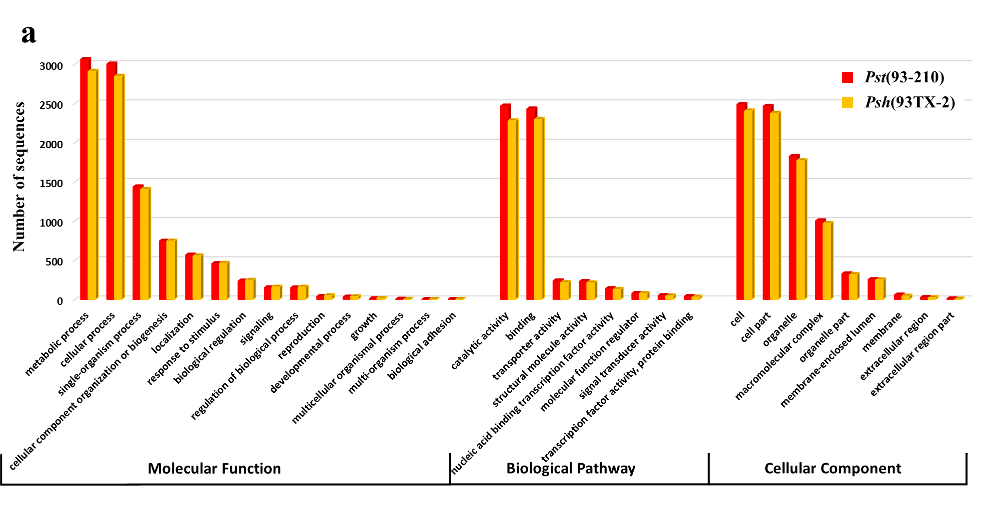 a
Number of sequences
3000
2500
2000
1500
1000
500
0
Pst(93-210)
Psh(93TX-2)
metabolic process
cellular process
single-organism process
cellular component organization or biogenesis
localization
response to stimulus
biological regulation
signaling
regulation of biological process
reproduction
developmental process
growth
multicellular organismal process
multi-organism process
biological adhesion
catalytic activity
binding
transporter activity
structural molecule activity
nucleic acid binding transcription factor activity
molecular function regulator
signal transducer activity
transcription factor activity, protein binding
cell
cell part
organelle
macromolecular complex
organelle part
membrane-enclosed lumen
membrane
extracellular region
extracellular region part
Molecular Function
Biological Pathway
Cellular Component